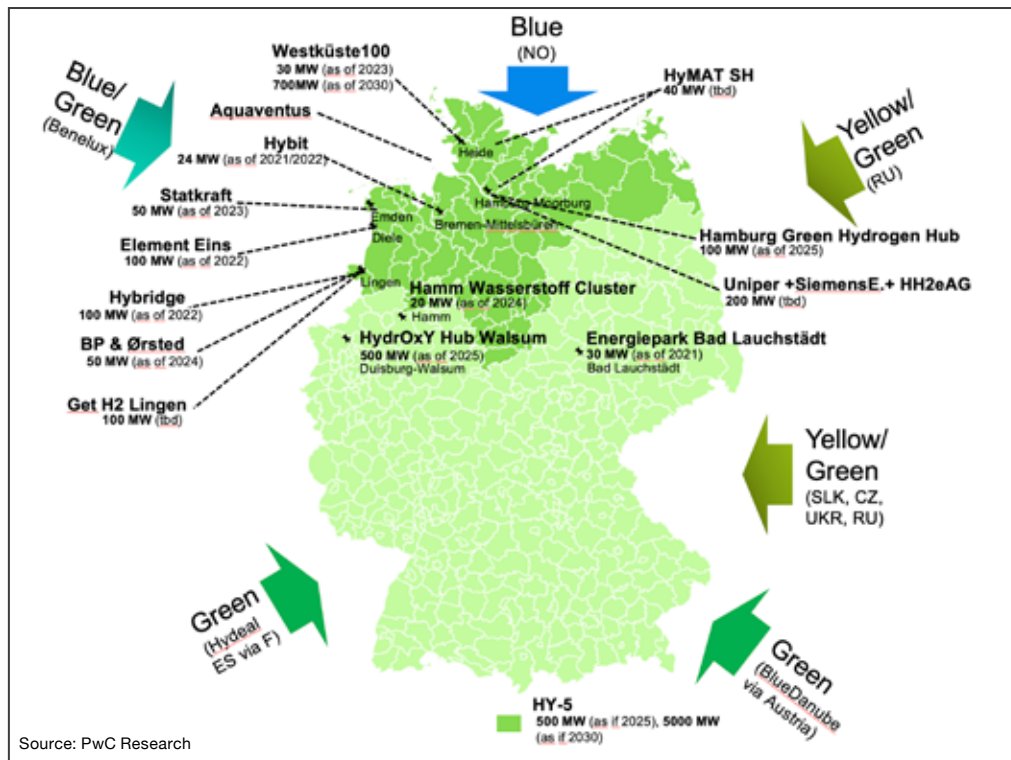 Blue
(NO)
Westküste100
30 MW (as of 2023)
700MW (as of 2030)
HyMAT SH
40 MW (tbd)
Blue/
Green
(Benelux)
Aquaventus
Yellow/
Green
(RU)
Hybit
24 MW (as of 2021/2022)
Heide
Statkraft
50 MW (as of 2023)
Hamburg-Moorburg
Emden
Bremen-Mittelsbüren
Diele
Hamburg Green Hydrogen Hub
100 MW (as of 2025)
Element Eins
100 MW (as of 2022)
Lingen
Uniper +SiemensE.+ HH2eAG
200 MW (tbd)
Hamm Wasserstoff Cluster
20 MW (as of 2024)
Hamm
Hybridge
100 MW (as of 2022)
HydrOxY Hub Walsum
500 MW (as of 2025)
Duisburg-Walsum
Energiepark Bad Lauchstädt
30 MW (as of 2021)
Bad Lauchstädt
BP & Ørsted
50 MW (as of 2024)
Get H2 Lingen
100 MW (tbd)
Yellow/
Green
(SLK, CZ,
UKR, RU)
Green
(Hydeal
ES via F)
Green
(BlueDanube
via Austria)
HY-5
500 MW (as if 2025), 5000 MW
(as if 2030)
Source: PwC Research